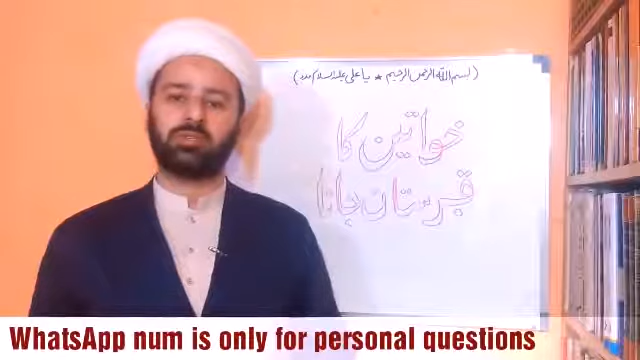 (بسم اللہ الرحمن الرحیم ★ یا علی علیہ السلام مدد)
خواتین کا
قبرستان جانا
WhatsApp num is only for personal questions